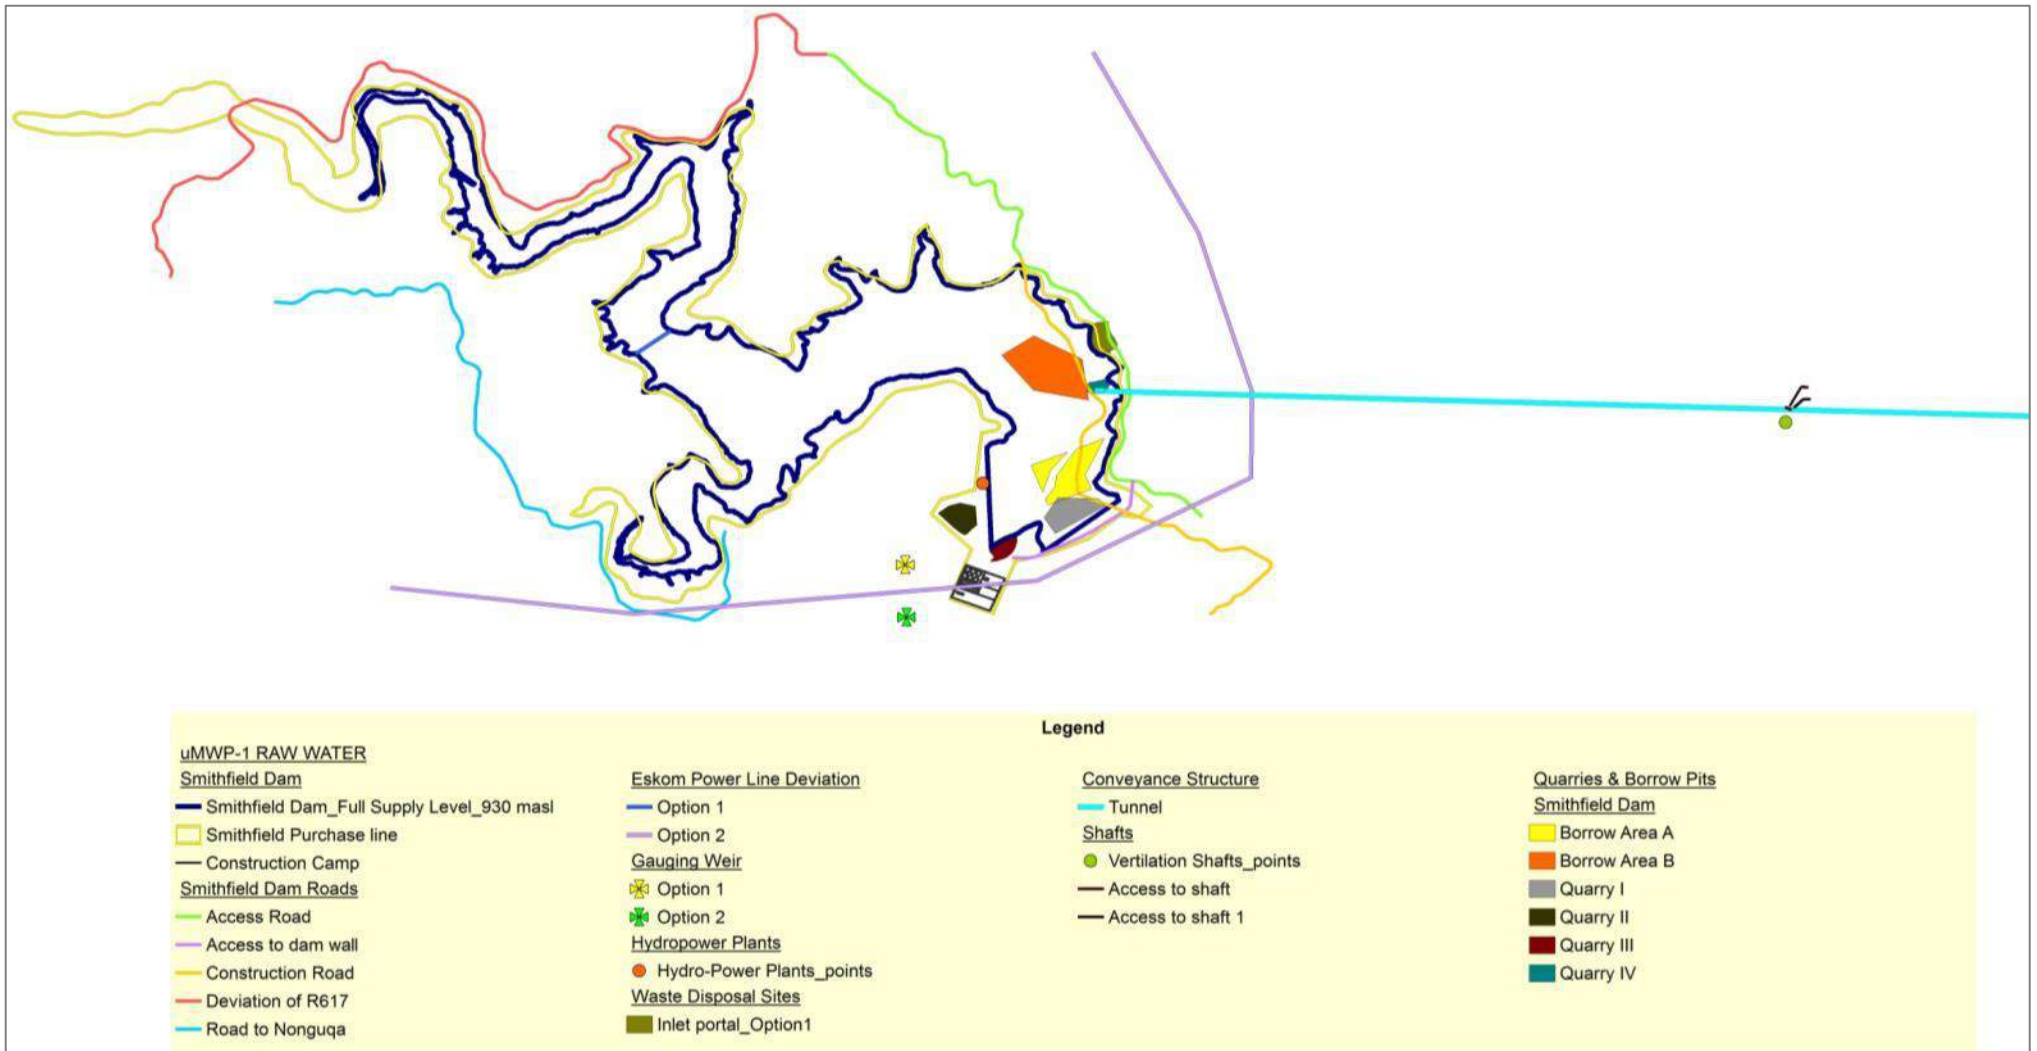 Legend
uMWP-1 RAW WATER
Smithfield Dam
Smithfield Dam_Full Supply Level_930 masl
Smithfield Purchase line
Construction Camp
Smithfield Dam Roads
Access Road
Access to dam wall
Construction Road
Deviation of R617
Road to Nonguqa
Eskom Power Line Deviation
Option 1
Option 2
Gauging Weir
Option 1
Option 2
Hydropower Plants
Hydro-Power Plants_points
Waste Disposal Sites
Inlet portal_Option1
Conveyance Structure
Tunnel
Shafts
Vertilation Shafts_points
Access to shaft
Access to shaft 1
Quarries & Borrow Pits
Smithfield Dam
Borrow Area A
Borrow Area B
Quarry I
Quarry II
Quarry III
Quarry IV